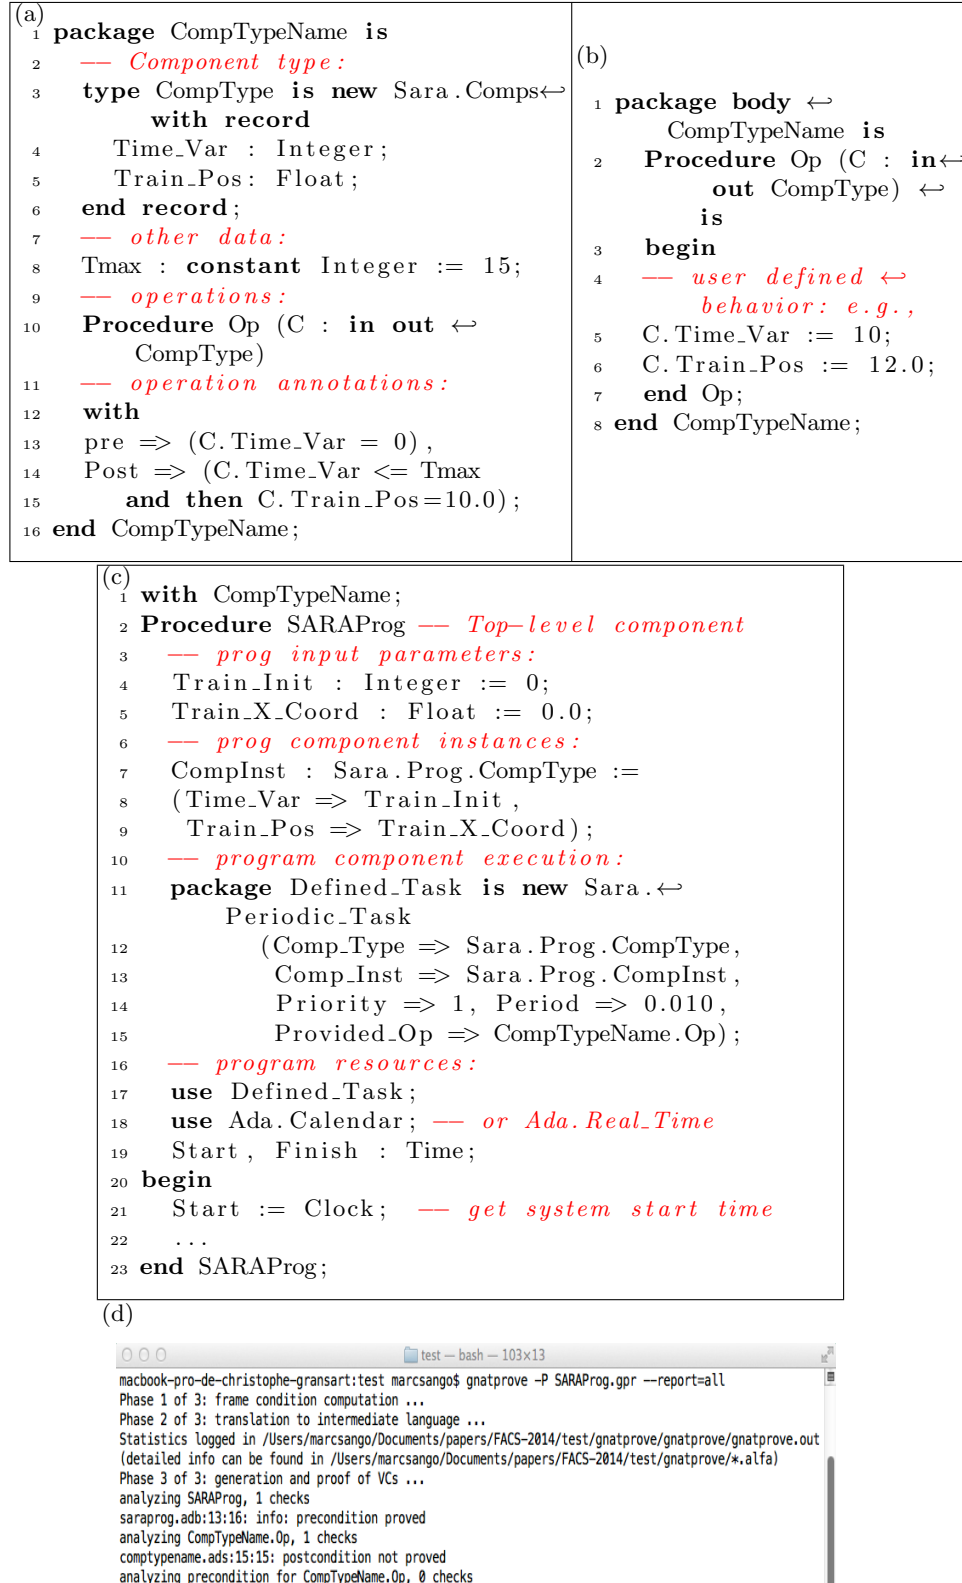 (a)
1 package CompTypeName is
2 —— Component type:
3 type CompType is new Sara.Comps↩
with record
4 Time_Var : Integer;
5 Train_Pos: Float;
6 end record;
7 —— other data:
8 Tmax : constant Integer := 15;
9 —— operations:
10 Procedure Op (C : in out ↩
CompType)
11 —— operation annotations:
12 with
13 pre => (C.Time_Var = 0),
14 Post => (C.Time_Var <= Tmax
15 and then C.Train_Pos=10.0);
16 end CompTypeName;
(b)
1 package body ↩
CompTypeName is
2 Procedure Op (C : in↩
out CompType) ↩
is
3 begin
4 —— user defined ↩
behavior: e.g.,
5 C.Time_Var := 10;
6 C.Train_Pos := 12.0;
7 end Op;
8 end CompTypeName;
(c)
1 with CompTypeName;
2 Procedure SARAProg —— Top-level component
3 —— prog input parameters:
4 Train_Init : Integer := 0;
5 Train_X_Coord : Float := 0.0;
6 —— prog component instances:
7 CompInst : Sara.Prog.CompType :=
8 (Time_Var => Train_Init,
9 Train_Pos => Train_X_Coord);
10 —— program component execution:
11 package Defined_Task is new Sara.↩
Periodic_Task
12 (Comp_Type => Sara.Prog.CompType,
13 Comp_Inst => Sara.Prog.CompInst,
14 Priority => 1, Period => 0.010,
15 Provided_Op => CompTypeName.Op);
16 —— program resources:
17 use Defined_Task;
18 use Ada.Calendar; —— or Ada.Real_Time
19 Start, Finish : Time;
20 begin
21 Start := Clock; —— get system start time
22 ...
23 end SARAProg;
(d)
test — bash — 103×13
macbook-pro-de-christophe-gransart:test marcsango$ gnatprove -P SARAProg.gpr --report=all
Phase 1 of 3: frame condition computation ...
Phase 2 of 3: translation to intermediate language ...
Statistics logged in /Users/marcsango/Documents/papers/FACS-2014/test/gnatprove/gnatprove.out
(detailed info can be found in /Users/marcsango/Documents/papers/FACS-2014/test/gnatprove/*.alfa)
Phase 3 of 3: generation and proof of VCs ...
analyzing SARAProg, 1 checks
saraprog.adb:13:16: info: precondition proved
analyzing CompTypeName.Op, 1 checks
comptypename.ads:15:15: postcondition not proved
analyzing precondition for CompTypeName.Op, 0 checks